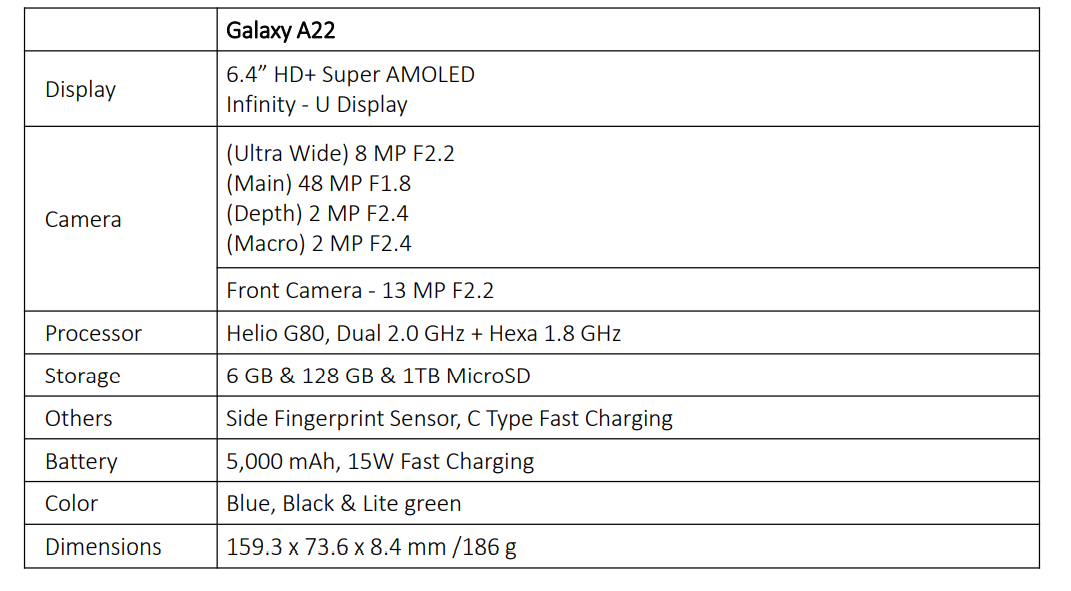 Galaxy A22
Display
6.4” HD+ Super AMOLED
Infinity - U Display
Camera
(Ultra Wide) 8 MP F2.2
(Main) 48 MP F1.8
(Depth) 2 MP F2.4
(Macro) 2 MP F2.4
Front Camera - 13 MP F2.2
Processor
Helio G80, Dual 2.0 GHz + Hexa 1.8 GHz
Storage
6 GB & 128 GB & 1TB MicroSD
Others
Side Fingerprint Sensor, C Type Fast Charging
Battery
5,000 mAh, 15W Fast Charging
Color
Blue, Black & Lite green
Dimensions
159.3 x 73.6 x 8.4 mm /186 g